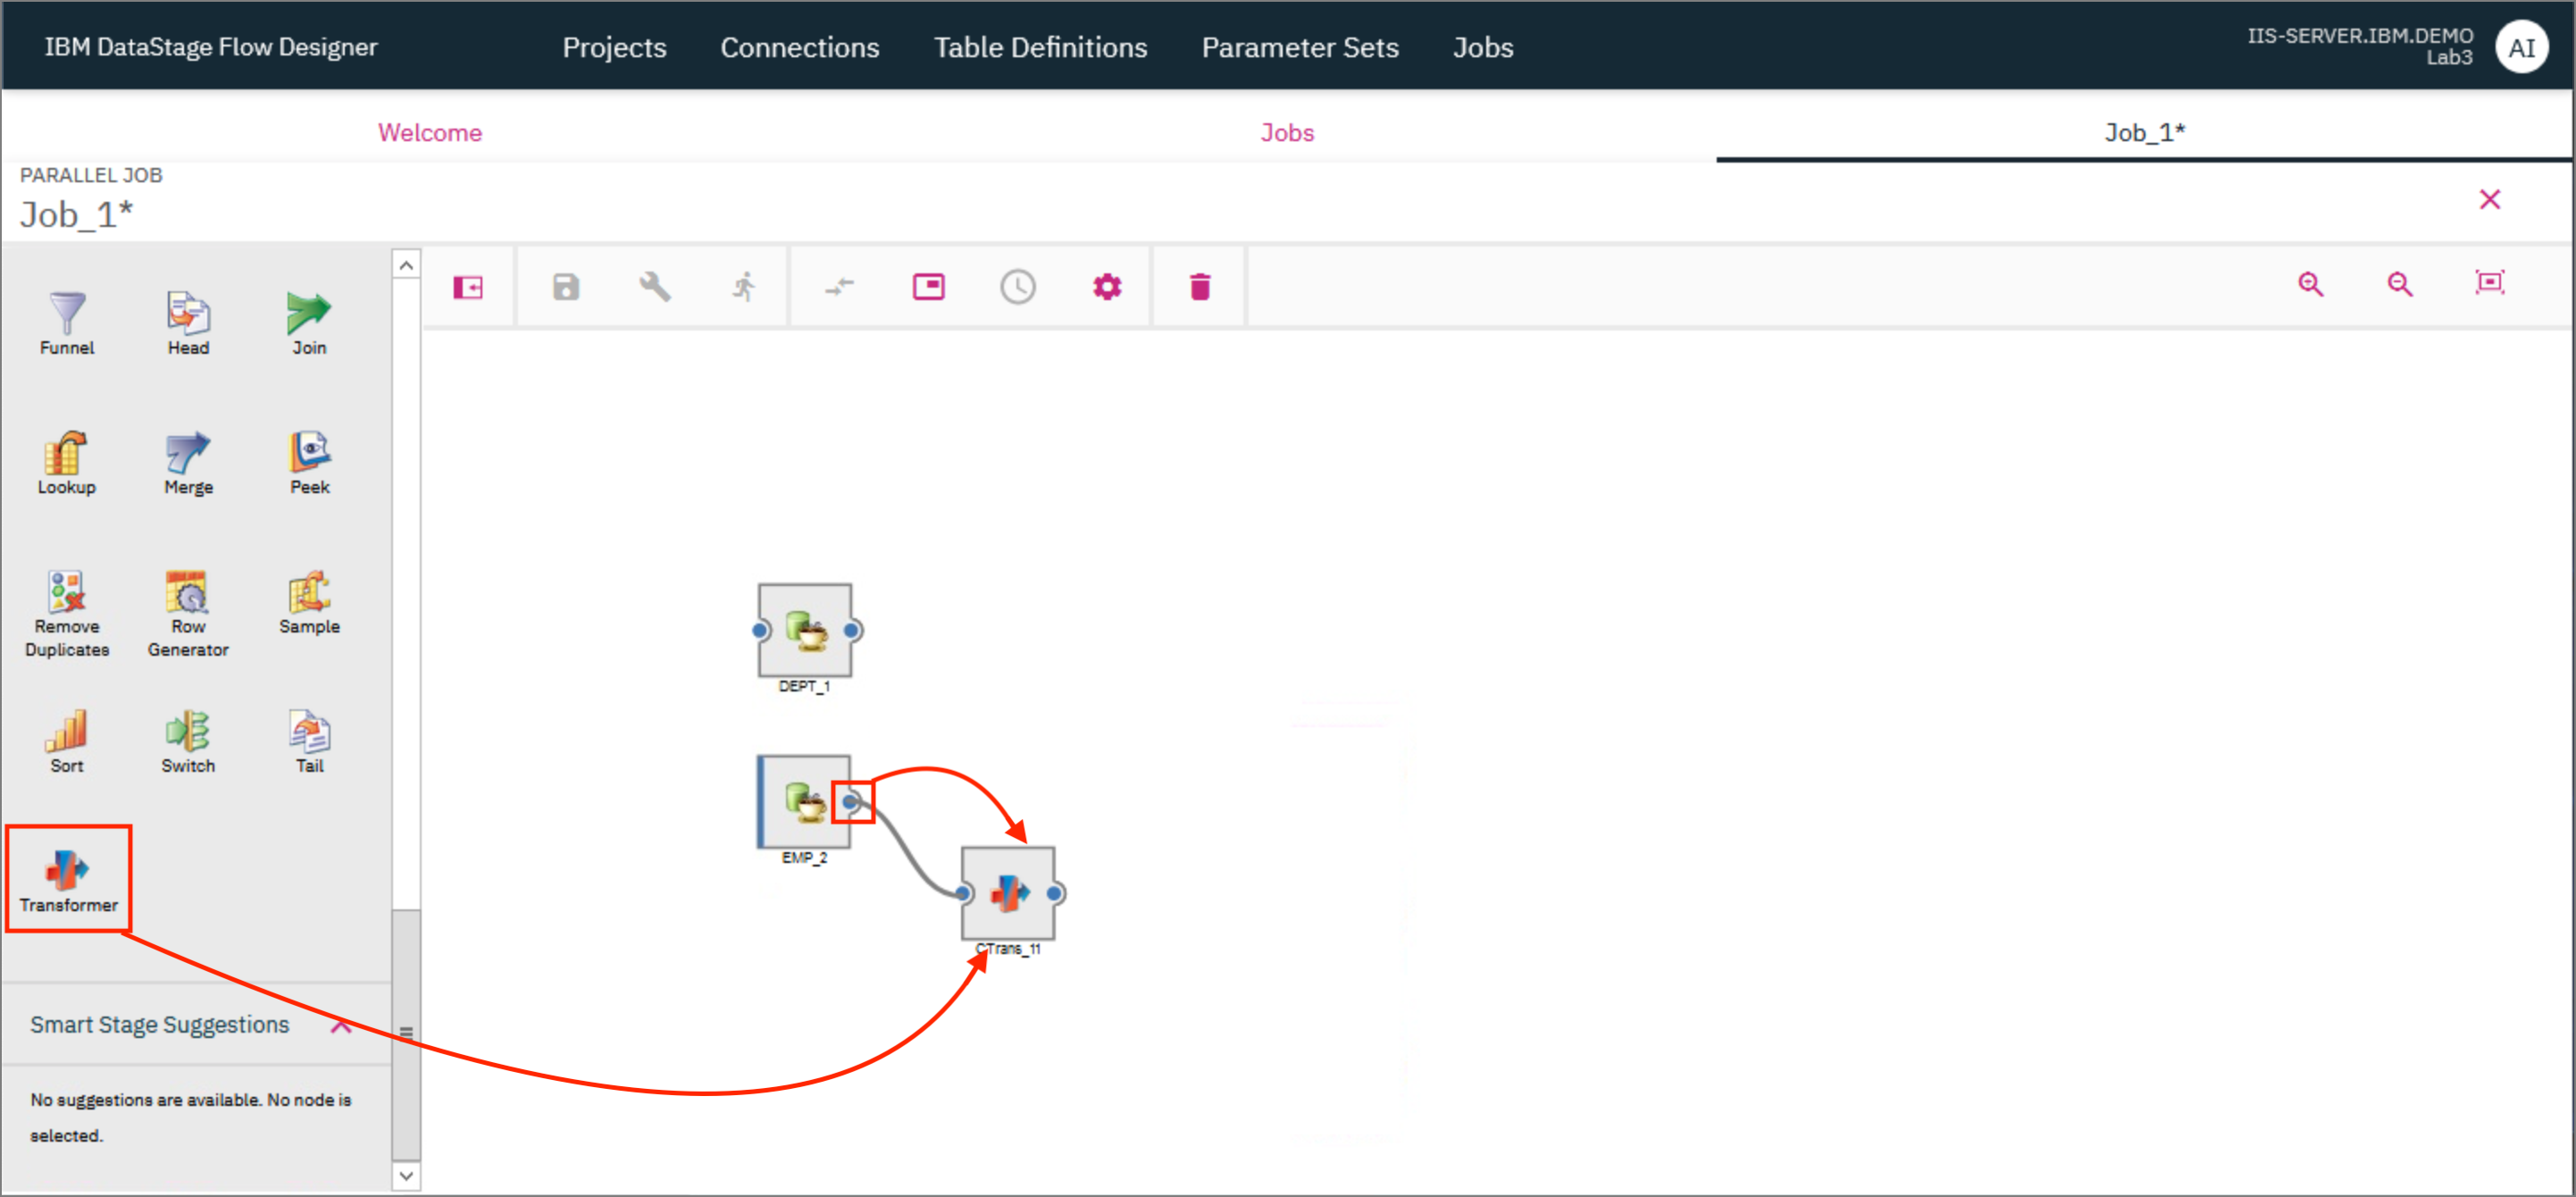 IBM DataStage Flow Designer
Projects
Connections
Table Definitions
Parameter Sets
Jobs
IIS-SERVER.IBM.DEMO
Lab3
AI
Welcome
Jobs
Job_1*
PARALLEL JOB
Job_1*
Funnel
Head
Join
Lookup
Merge
Peek
Remove
Duplicates
Row
Generator
Sample
Sort
Switch
Tail
Transformer
DEPT_1
EMP_2
CTrans_11
Smart Stage Suggestions
No suggestions are available. No node is
selected.